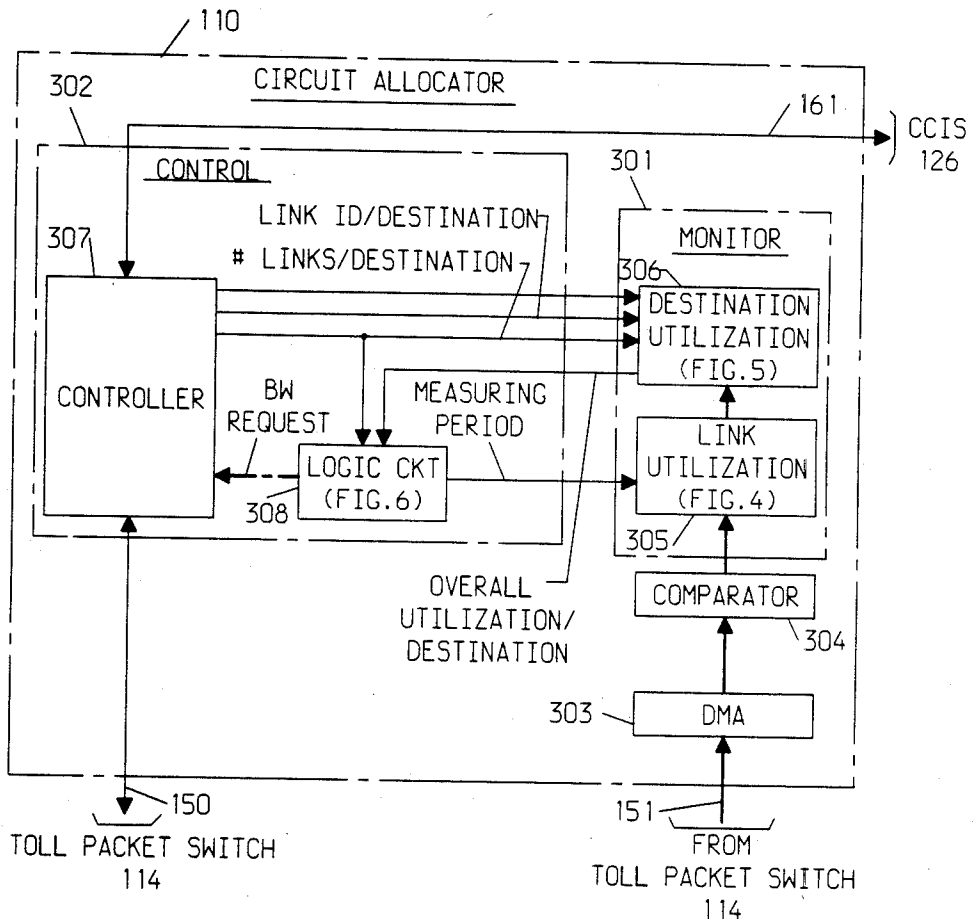 110
CIRCUIT ALLOCATOR
302
161
CCIS
126
CONTROL
301
LINK ID/DESTINATION
MONITOR
307
# LINKS/DESTINATION
306
DESTINATION
UTILIZATION
(FIG.5)
CONTROLLER
BW
REQUEST
MEASURING
PERIOD
LINK
UTILIZATION
(FIG.4)
LOGIC CKT
(FIG.6)
308
305
OVERALL
UTILIZATION/
DESTINATION
COMPARATOR
304
303
DMA
150
151
TOLL PACKET SWITCH
114
FROM
TOLL PACKET SWITCH
114